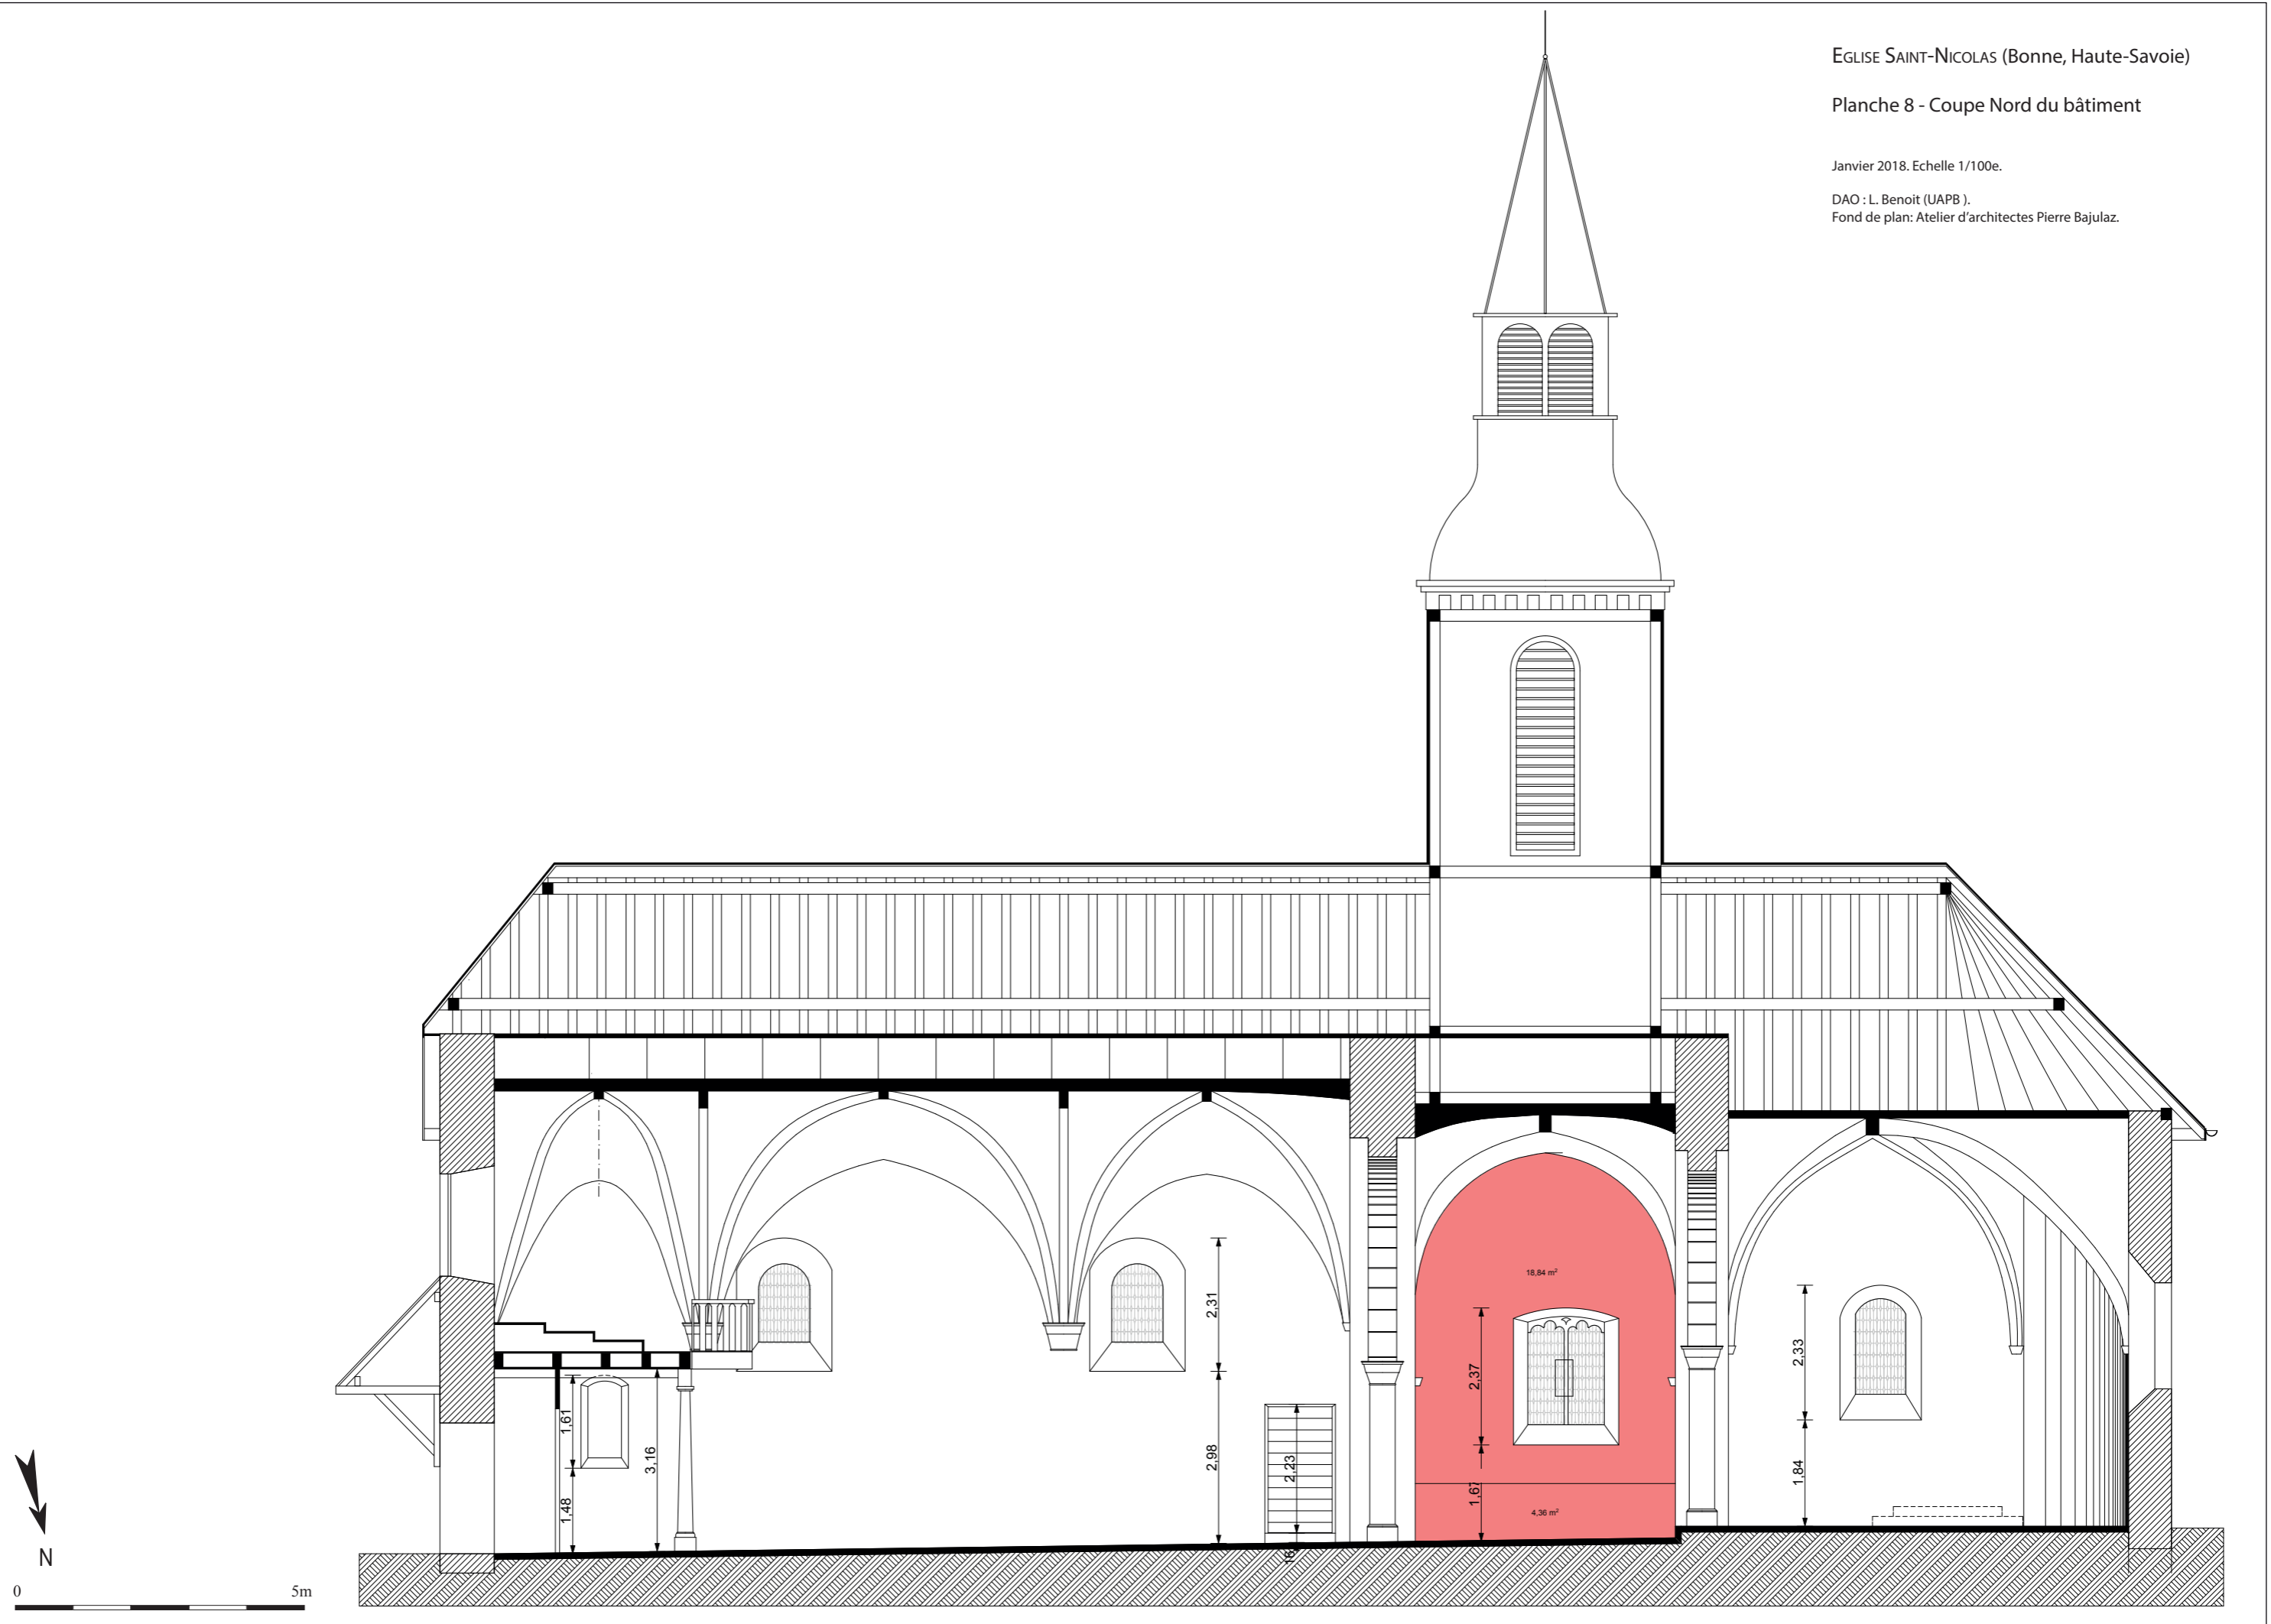 EGLISE SAINT-NICOLAS (Bonne, Haute-Savoie)
Planche 8 - Coupe Nord du bâtiment
Janvier 2018. Echelle 1/100e.
DAO : L. Benoit (UAPB ).
Fond de plan: Atelier d'architectes Pierre Bajulaz.
2,31
18,84 m²
2,33
2,37
1,61
3,16
2,98
2,23
1,84
1,48
1,67
4,36 m²
N
0 5m